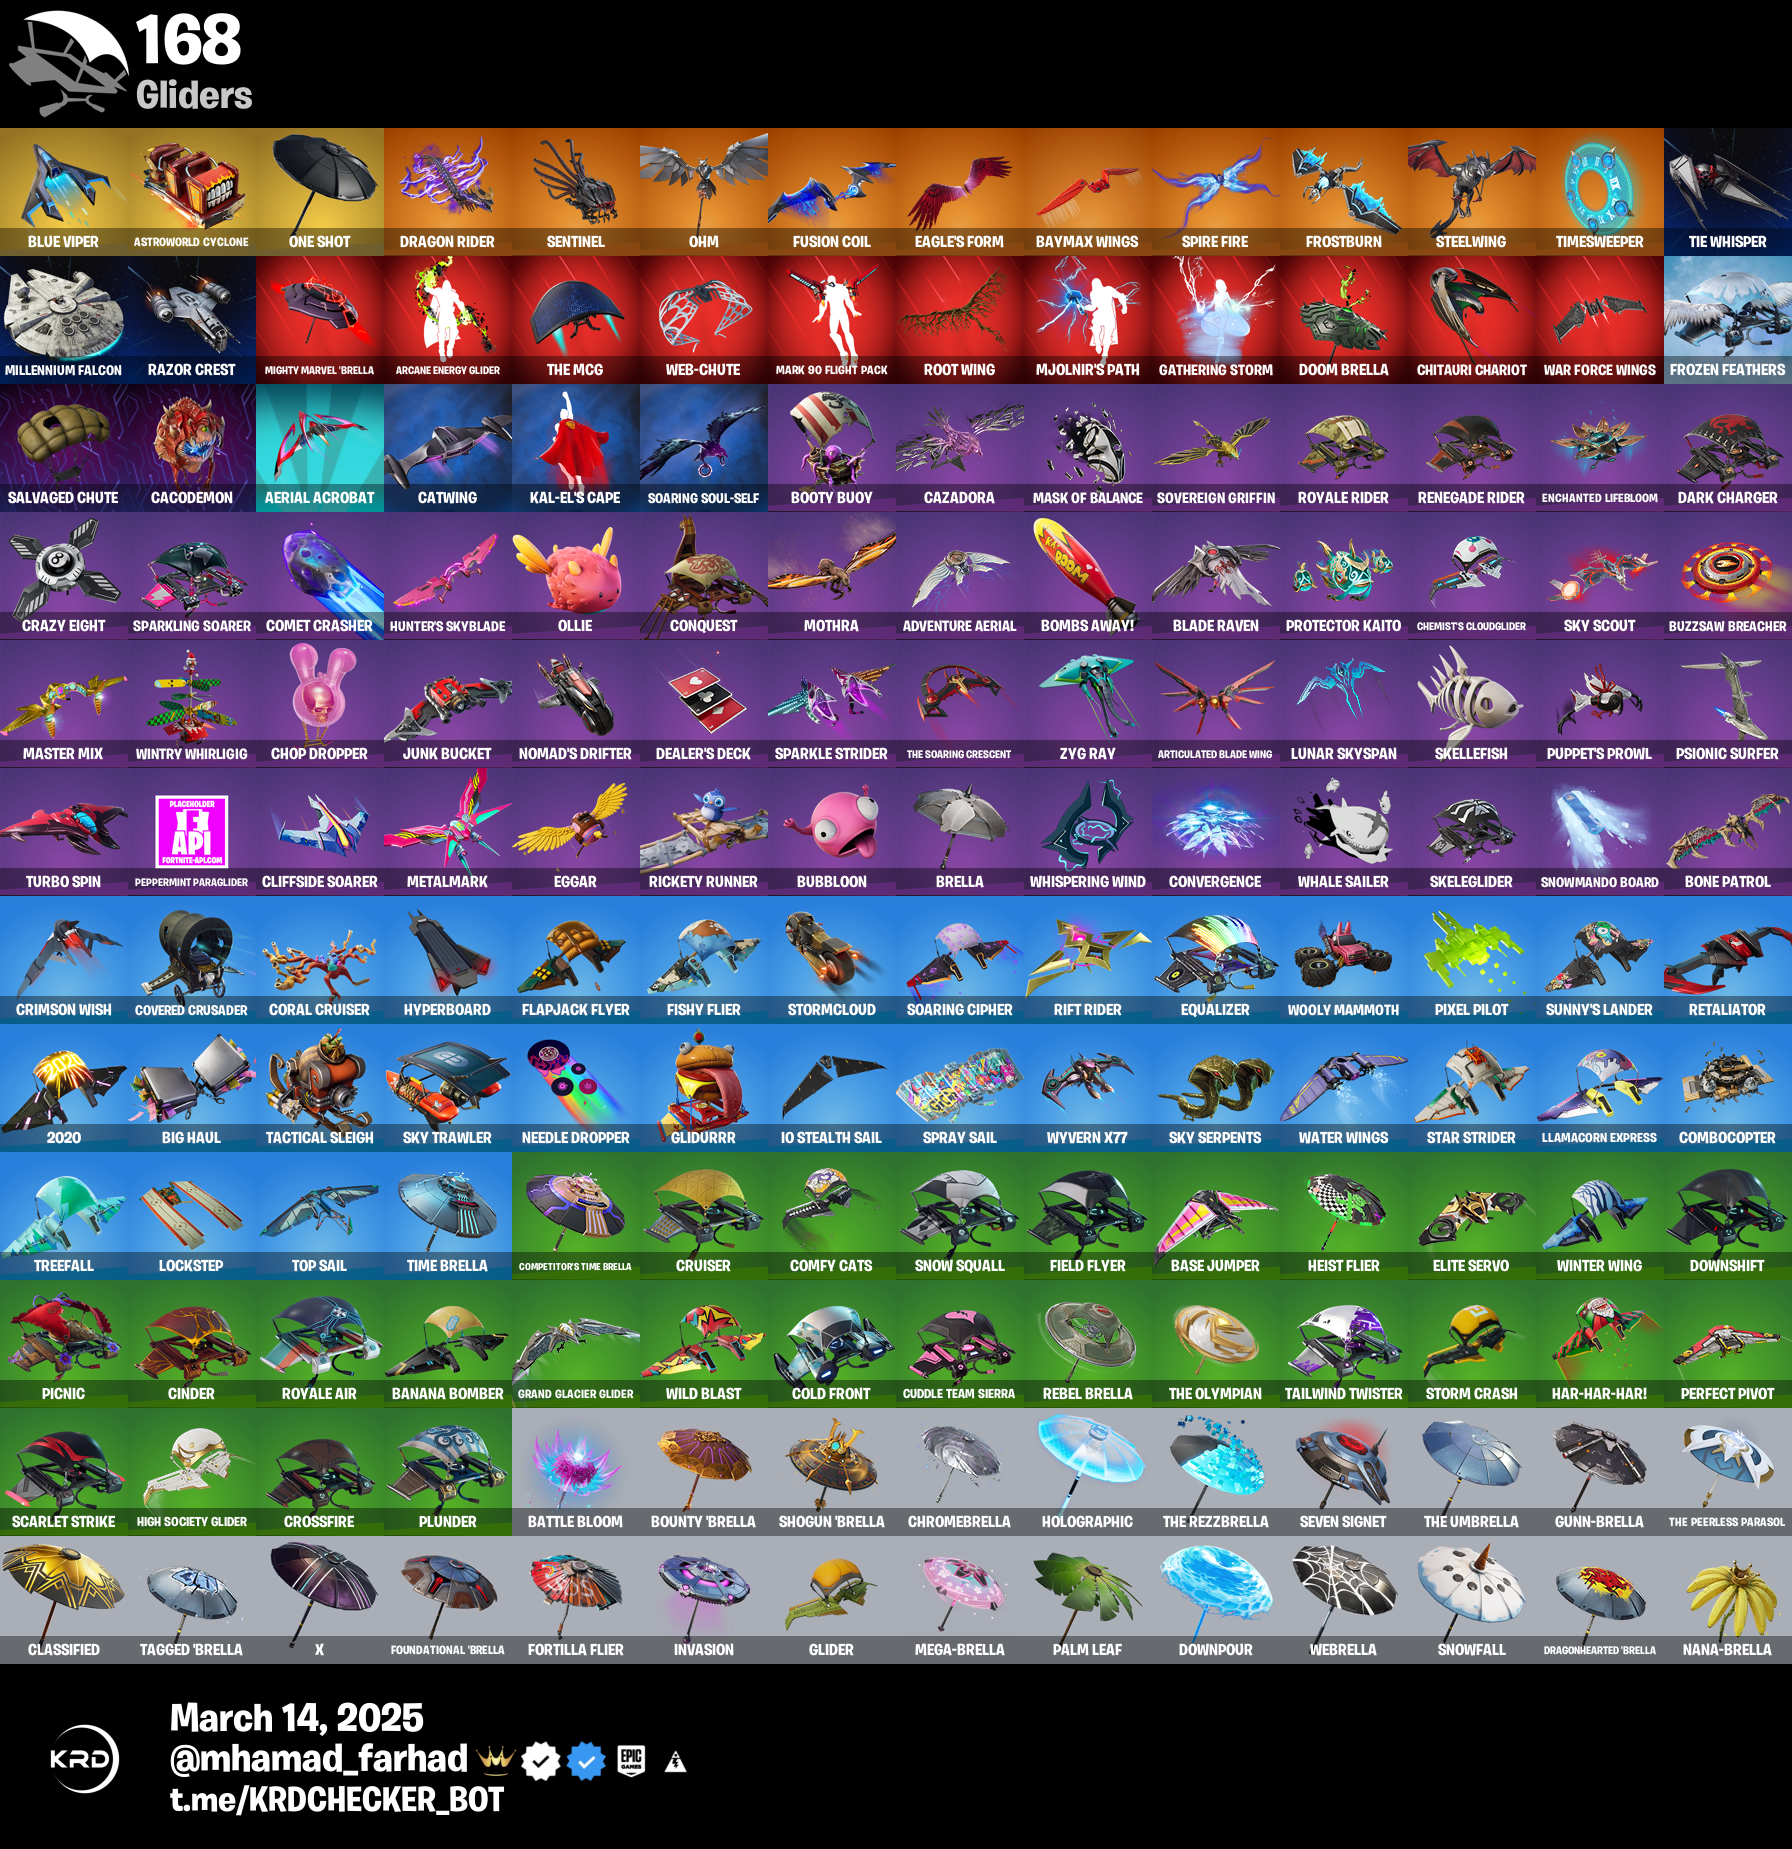 168
Gliders
BLUE VIPER ASTROWORLD CYCLONE ONE SHOT DRAGON RIDER SENTINEL OHM FUSION COIL EAGLE'S FORM BAYMAX WINGS SPIRE FIRE FROSTBURN STEELWING TIMESWEEPER TIE WHISPER
MILLENNIUM FALCON RAZOR CREST MIGHTY MARVEL 'BRELLA ARCANE ENERGY GLIDER THE MCG WEB-CHUTE MARK 90 FLIGHT PACK ROOT WING MJOLNIR'S PATH GATHERING STORM DOOM BRELLA CHITAURI CHARIOT WAR FORCE WINGS FROZEN FEATHERS
SALVAGED CHUTE CACODEMON AERIAL ACROBAT CATWING KAL-EL'S CAPE SOARING SOUL-SELF BOOTY BUOY CAZADORA MASK OF BALANCE SOVEREIGN GRIFFIN ROYALE RIDER RENEGADE RIDER ENCHANTED LIFEBLOOM DARK CHARGER
8
KA BOOM
CRAZY EIGHT SPARKLING SOARER COMET CRASHER HUNTER'S SKYBLADE OLLIE CONQUEST MOTHRA ADVENTURE AERIAL BOMBS AWAY! BLADE RAVEN PROTECTOR KAITO CHEMIST'S CLOUDGLIDER SKY SCOUT BUZZSAW BREACHER
MASTER MIX WINTRY WHIRLIGIG CHOP DROPPER JUNK BUCKET NOMAD'S DRIFTER DEALER'S DECK SPARKLE STRIDER THE SOARING CRESCENT ZYG RAY ARTICULATED BLADE WING LUNAR SKYSPAN SKELLEFISH PUPPET'S PROWL PSIONIC SURFER
PLACEHOLDER
F
API
FORTNITE-API.COM
TURBO SPIN PEPPERMINT PARAGLIDER CLIFFSIDE SOARER METALMARK EGGAR RICKETY RUNNER BUBBLOON BRELLA WHISPERING WIND CONVERGENCE WHALE SAILER SKELEGLIDER SNOWMANDO BOARD BONE PATROL
CRIMSON WISH COVERED CRUSADER CORAL CRUISER HYPERBOARD FLAPJACK FLYER FISHY FLIER STORMCLOUD SOARING CIPHER RIFT RIDER EQUALIZER WOOLY MAMMOTH PIXEL PILOT SUNNY'S LANDER RETALIATOR
2020
2020 BIG HAUL TACTICAL SLEIGH SKY TRAWLER NEEDLE DROPPER GLIDURRR IO STEALTH SAIL SPRAY SAIL WYVERN X77 SKY SERPENTS WATER WINGS STAR STRIDER LLAMACORN EXPRESS COMBOCOPTER
TREEFALL LOCKSTEP TOP SAIL TIME BRELLA COMPETITOR'S TIME BRELLA CRUISER COMFY CATS SNOW SQUALL FIELD FLYER BASE JUMPER HEIST FLIER ELITE SERVO WINTER WING DOWNSHIFT
PICNIC CINDER ROYALE AIR BANANA BOMBER GRAND GLACIER GLIDER WILD BLAST COLD FRONT CUDDLE TEAM SIERRA REBEL BRELLA THE OLYMPIAN TAILWIND TWISTER STORM CRASH HAR-HAR-HAR! PERFECT PIVOT
SCARLET STRIKE HIGH SOCIETY GLIDER CROSSFIRE PLUNDER BATTLE BLOOM BOUNTY 'BRELLA SHOGUN 'BRELLA CHROMEBRELLA HOLOGRAPHIC THE REZZBRELLA SEVEN SIGNET THE UMBRELLA GUNN-BRELLA THE PEERLESS PARASOL
CLASSIFIED TAGGED 'BRELLA X FOUNDATIONAL 'BRELLA FORTILLA FLIER INVASION GLIDER MEGA-BRELLA PALM LEAF DOWNPOUR WEBRELLA SNOWFALL DRAGONHEARTED 'BRELLA NANA-BRELLA
March 14, 2025
KRD
@mhamad_farhad
EPIC
GAMES
t.me/KRDCHECKER_BOT